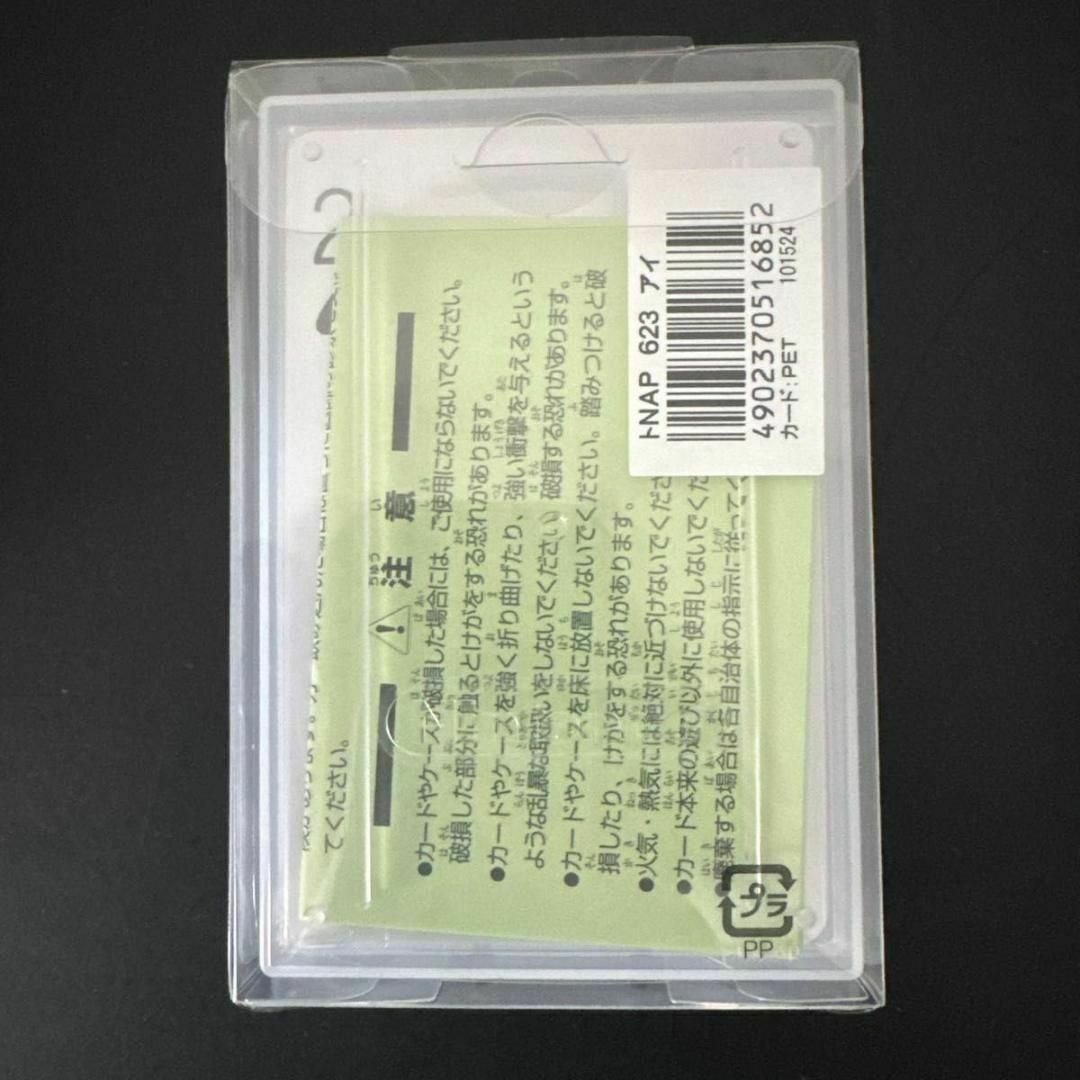 てください。
注意
ちゅう い
●カードやケースが破損した場合には、ご使用にならないでください。
破損した部分に触るとけがをする恐れがあります。
●カードやケースを強く折り曲げたり、強い衝撃を与えるという
ような乱暴な取扱いをしないでください。破損する恐れがあります。
●カードやケースを床に放置しないでください。踏みつけると破
損したり、けがをする恐れがあります。
●火気・熱気には絶対に近づけないでくださ
●カード本来の遊び以外に使用しないでくだ
●廃棄する場合は各自治体の指示に従ってく
トNAP 623 アイ
4902370516852
カード:PET 101524
プラ
PP